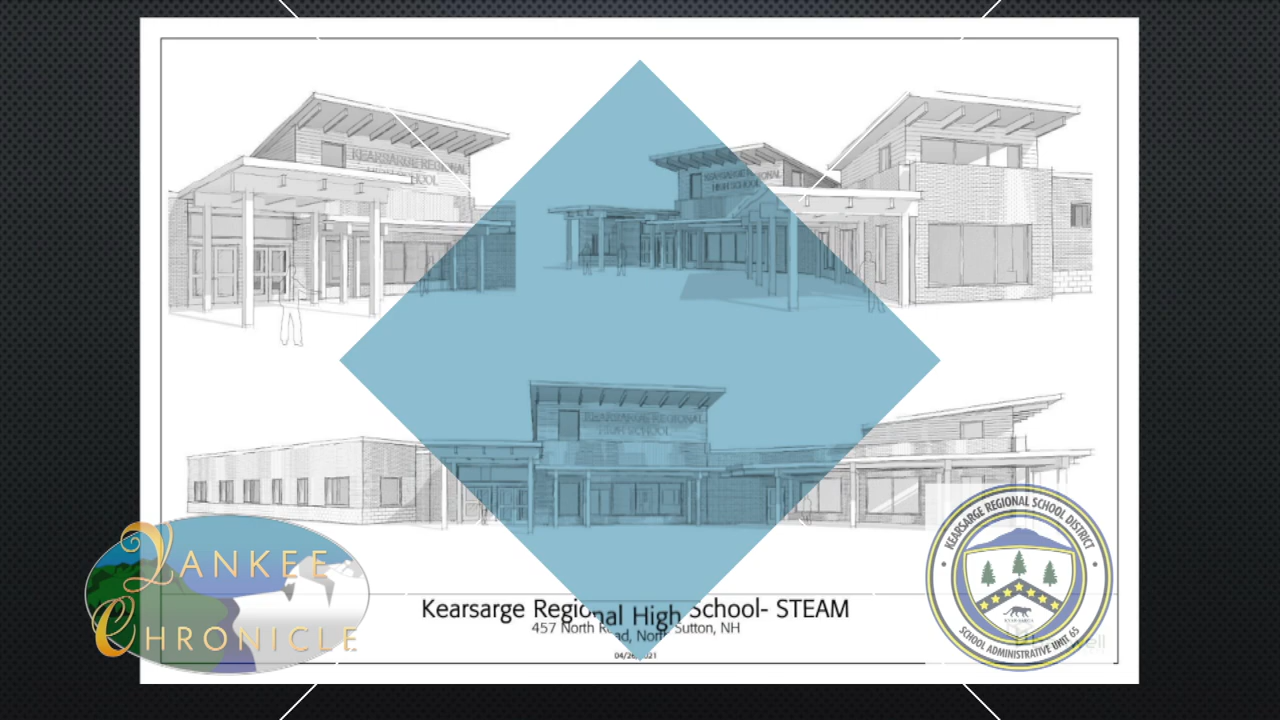 KEARSARGE REGIONAL
HIGH SCHOOL
KEARSARGE REGIONAL
HIGH SCHOOL
KEARSARGE REGIONAL
HIGH SCHOOL
YANKEE
CHRONICLE
Kearsarge Regional High School- STEAM
457 North Road, North Sutton, NH
KEARSARGE REGIONAL SCHOOL DISTRICT
SCHOOL ADMINISTRATIVE UNIT 65